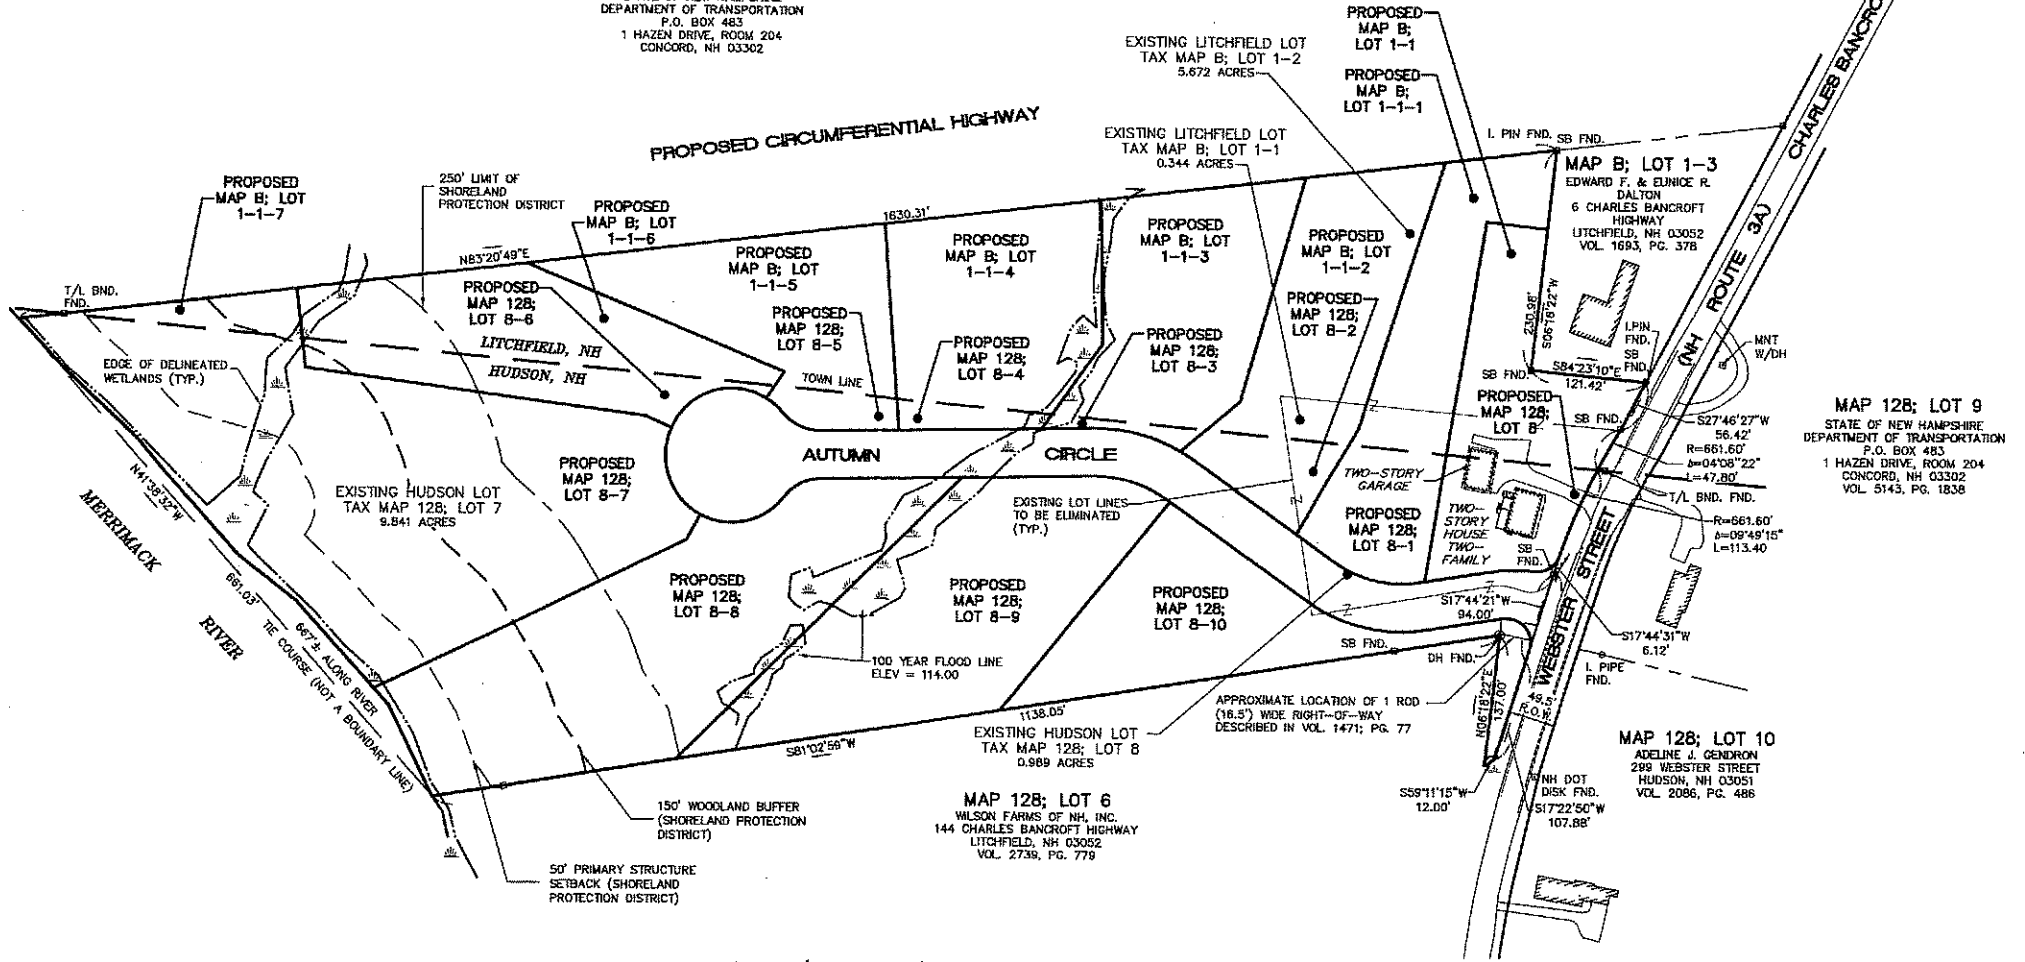 DEPARTMENT OF TRANSPORTATION
P.O. BOX 483
1 HAZEN DRIVE, ROOM 204
CONCORD, NH 03302
PROPOSED CIRCUMFERENTIAL HIGHWAY
EXISTING LITCHFIELD LOT
TAX MAP B; LOT 1-2
5.672 ACRES
EXISTING LITCHFIELD LOT
TAX MAP B; LOT 1-1
0.344 ACRES
PROPOSED
MAP B;
LOT 1-1
PROPOSED
MAP B;
LOT 1-1-1
I. PIN FND.
SB FND.
CHARLES BANCRO
(NH ROUTE 3A)
MAP B; LOT 1-3
EDWARD F. & EUNICE R.
DALTON
6 CHARLES BANCROFT
HIGHWAY
LITCHFIELD, NH 03052
VOL. 1693, PG. 378
PROPOSED
MAP B; LOT
1-1-7
250' LIMIT OF
SHORELAND
PROTECTION DISTRICT
PROPOSED
MAP B; LOT
1-1-6
1630.31'
N83°20'49"E
PROPOSED
MAP B; LOT
1-1-5
PROPOSED
MAP B; LOT
1-1-4
PROPOSED
MAP B; LOT
1-1-3
PROPOSED
MAP B; LOT
1-1-2
T/L BND.
FND.
PROPOSED
MAP 128;
LOT 8-6
PROPOSED
MAP 128;
LOT 8-5
PROPOSED
MAP 128;
LOT 8-4
PROPOSED
MAP 128;
LOT 8-3
PROPOSED
MAP 128;
LOT 8-2
LITCHFIELD, NH
HUDSON, NH
TOWN LINE
EDGE OF DELINEATED
WETLANDS (TYP.)
230.98'
S06°16'22"W
I.PIN
FND.
SB
FND.
MNT
W/DH
SB FND.
S84°23'10"E
121.42'
PROPOSED
MAP 128;
LOT 8
SB FND.
S27°46'27"W
56.42'
R=661.60'
Δ=04°08'22"
L=47.80'
T/L BND. FND.
R=661.60'
Δ=09°49'15"
L=113.40
MAP 128; LOT 9
STATE OF NEW HAMPSHIRE
DEPARTMENT OF TRANSPORTATION
P.O. BOX 483
1 HAZEN DRIVE, ROOM 204
CONCORD, NH 03302
VOL. 5143, PG. 1838
AUTUMN CIRCLE
TWO-STORY
GARAGE
TWO-
STORY
HOUSE
TWO-
FAMILY
SB
FND.
PROPOSED
MAP 128;
LOT 8-7
EXISTING HUDSON LOT
TAX MAP 128; LOT 7
9.841 ACRES
EXISTING LOT LINES
TO BE ELIMINATED
(TYP.)
PROPOSED
MAP 128;
LOT 8-1
N41°38'32"W
MERRIMACK
RIVER
661.03'
667'± ALONG RIVER
TIE COURSE (NOT A BOUNDARY LINE)
PROPOSED
MAP 128;
LOT 8-8
PROPOSED
MAP 128;
LOT 8-9
PROPOSED
MAP 128;
LOT 8-10
S17°44'21"W
94.00'
WEBSTER STREET
S17°44'31"W
6.12'
I. PIPE
FND.
SB FND.
DH FND.
100 YEAR FLOOD LINE
ELEV = 114.00
N06°18'22"E
137.00'
49.5'
R.O.W.
APPROXIMATE LOCATION OF 1 ROD
(16.5') WIDE RIGHT-OF-WAY
DESCRIBED IN VOL. 1471; PG. 77
1138.05'
S81°02'59"W
EXISTING HUDSON LOT
TAX MAP 128; LOT 8
0.989 ACRES
MAP 128; LOT 10
ADELINE J. GENDRON
299 WEBSTER STREET
HUDSON, NH 03051
VOL. 2086, PG. 486
NH DOT
DISK FND.
S59°11'15"W
12.00'
S17°22'50"W
107.88'
150' WOODLAND BUFFER
(SHORELAND PROTECTION
DISTRICT)
MAP 128; LOT 6
WILSON FARMS OF NH, INC.
144 CHARLES BANCROFT HIGHWAY
LITCHFIELD, NH 03052
VOL. 2739, PG. 779
50' PRIMARY STRUCTURE
SETBACK (SHORELAND
PROTECTION DISTRICT)